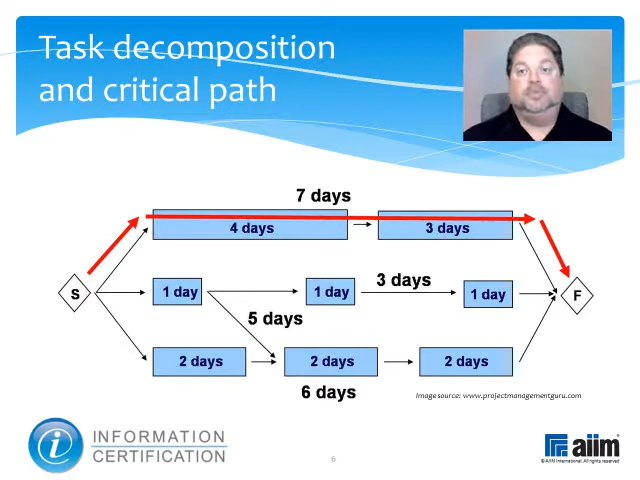 Task decomposition
and critical path
7 days
4 days
3 days
3 days
S
1 day
1 day
1 day
F
5 days
2 days
2 days
2 days
6 days
Image source: www.projectmanagementguru.com
i
INFORMATION
CERTIFICATION
6
aiim
© AIIM International. All rights reserved